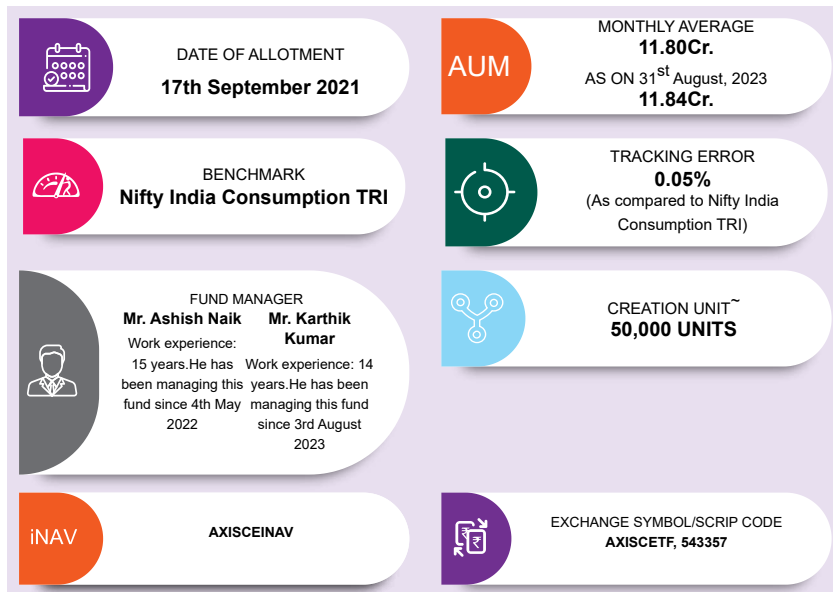 DATE OF ALLOTMENT
17th September 2021
AUM
MONTHLY AVERAGE
11.80Cr.
AS ON 31st August, 2023
11.84Cr.
BENCHMARK
Nifty India Consumption TRI
TRACKING ERROR
0.05%
(As compared to Nifty India
Consumption TRI)
FUND MANAGER
Mr. Ashish Naik
Work experience:
15 years.He has
been managing this
fund since 4th May
2022
Mr. Karthik
Kumar
Work experience: 14
years.He has been
managing this fund
since 3rd August
2023
CREATION UNIT~
50,000 UNITS
iNAV
AXISCEINAV
EXCHANGE SYMBOL/SCRIP CODE
AXISCETF, 543357